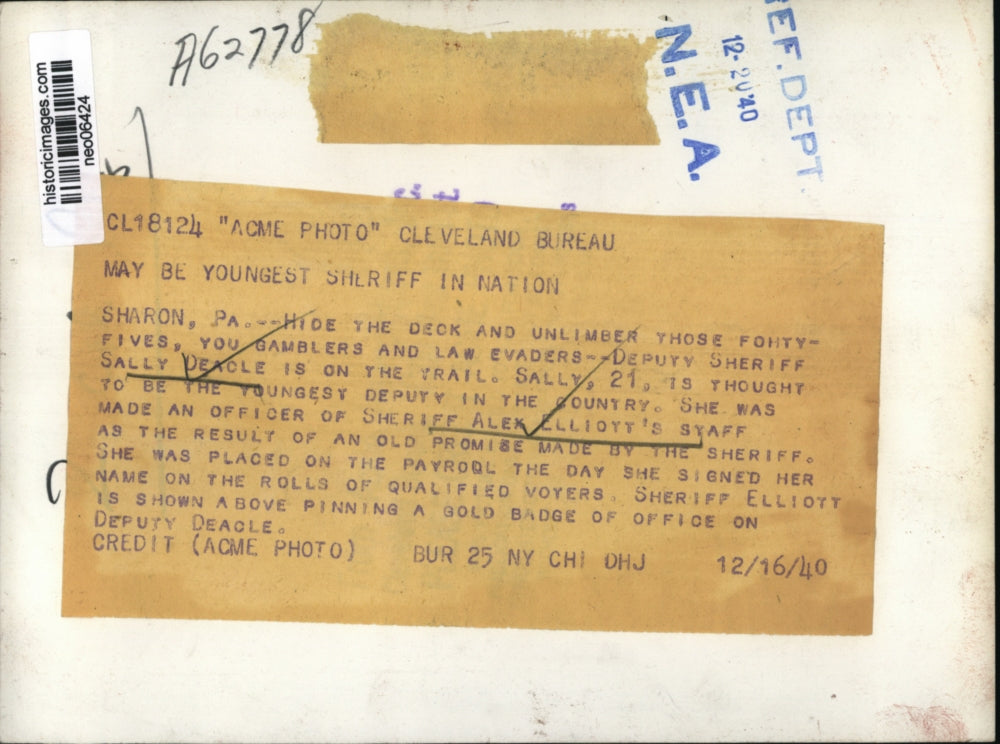 A62778
historicimages.com
neo06424
N.E.A.
12-20 40
REF. DEPT.
CL18124 "ACME PHOTO" CLEVELAND BUREAU
MAY BE YOUNGEST SHERIFF IN NATION
SHARON, PA.--HIDE THE DECK AND UNLIMBER THOSE FOHTY-
FIVES, YOU GAMBLERS AND LAW EVADERS--DEPUTY SHERIFF
SALLY DEACLE IS ON THE TRAIL. SALLY, 21, IS THOUGHT
TO BE THE YOUNGEST DEPUTY IN THE COUNTRY. SHE WAS
MADE AN OFFICER OF SHERIFF ALEX ELLIOTT'S STAFF
AS THE RESULT OF AN OLD PROMISE MADE BY THE SHERIFF.
SHE WAS PLACED ON THE PAYROQL THE DAY SHE SIGNED HER
NAME ON THE ROLLS OF QUALIFIED VOTERS. SHERIFF ELLIOTT
IS SHOWN ABOVE PINNING A GOLD BADGE OF OFFICE ON
DEPUTY DEACLE.
CREDIT (ACME PHOTO) BUR 25 NY CHI DHJ 12/16/40